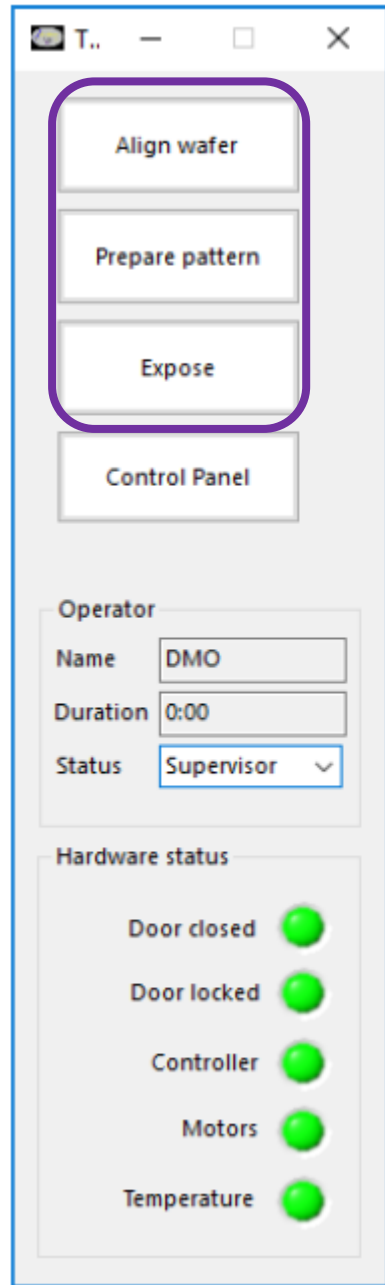 T..
Align wafer
Prepare pattern
Expose
Control Panel
Operator
Name DMO
Duration 0:00
Status Supervisor
Hardware status
Door closed
Door locked
Controller
Motors
Temperature